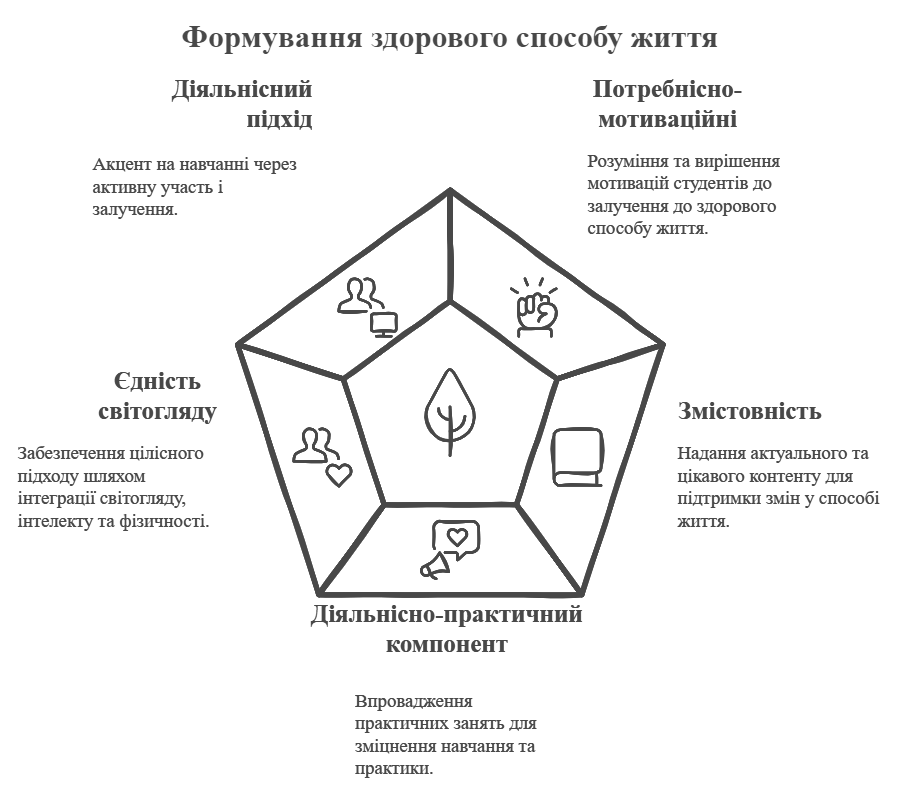 Формування здорового способу життя
Діяльнісний
підхід
Акцент на навчанні через
активну участь і
залучення.
Потребнісно-
мотиваційні
Розуміння та вирішення
мотивацій студентів до
залучення до здорового
способу життя.
Єдність
світогляду
Забезпечення цілісного
підходу шляхом
інтеграції світогляду,
інтелекту та фізичності.
Змістовність
Надання актуального та
цікавого контенту для
підтримки змін у способі
життя.
Діяльнісно-практичний
компонент
Впровадження
практичних занять для
зміцнення навчання та
практики.